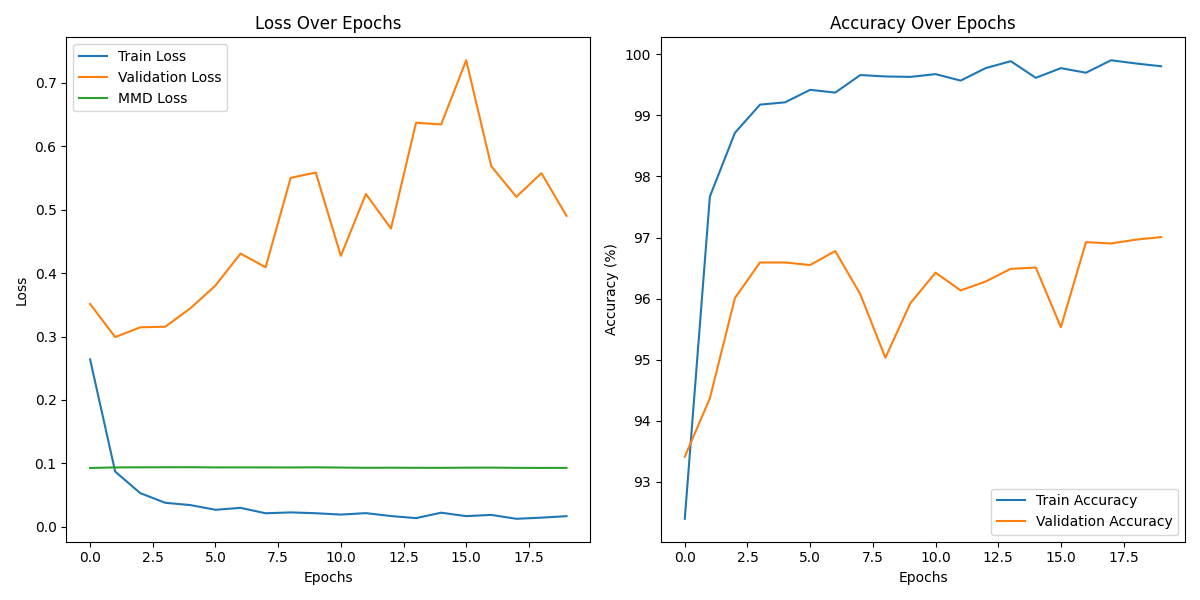 Loss Over Epochs
Train Loss
Validation Loss
MMD Loss
0.7
0.6
0.5
0.4
0.3
0.2
0.1
0.0
Loss
0.0 2.5 5.0 7.5 10.0 12.5 15.0 17.5
Epochs
Accuracy Over Epochs
100
99
98
97
96
95
94
93
Accuracy (%)
Train Accuracy
Validation Accuracy
0.0 2.5 5.0 7.5 10.0 12.5 15.0 17.5
Epochs